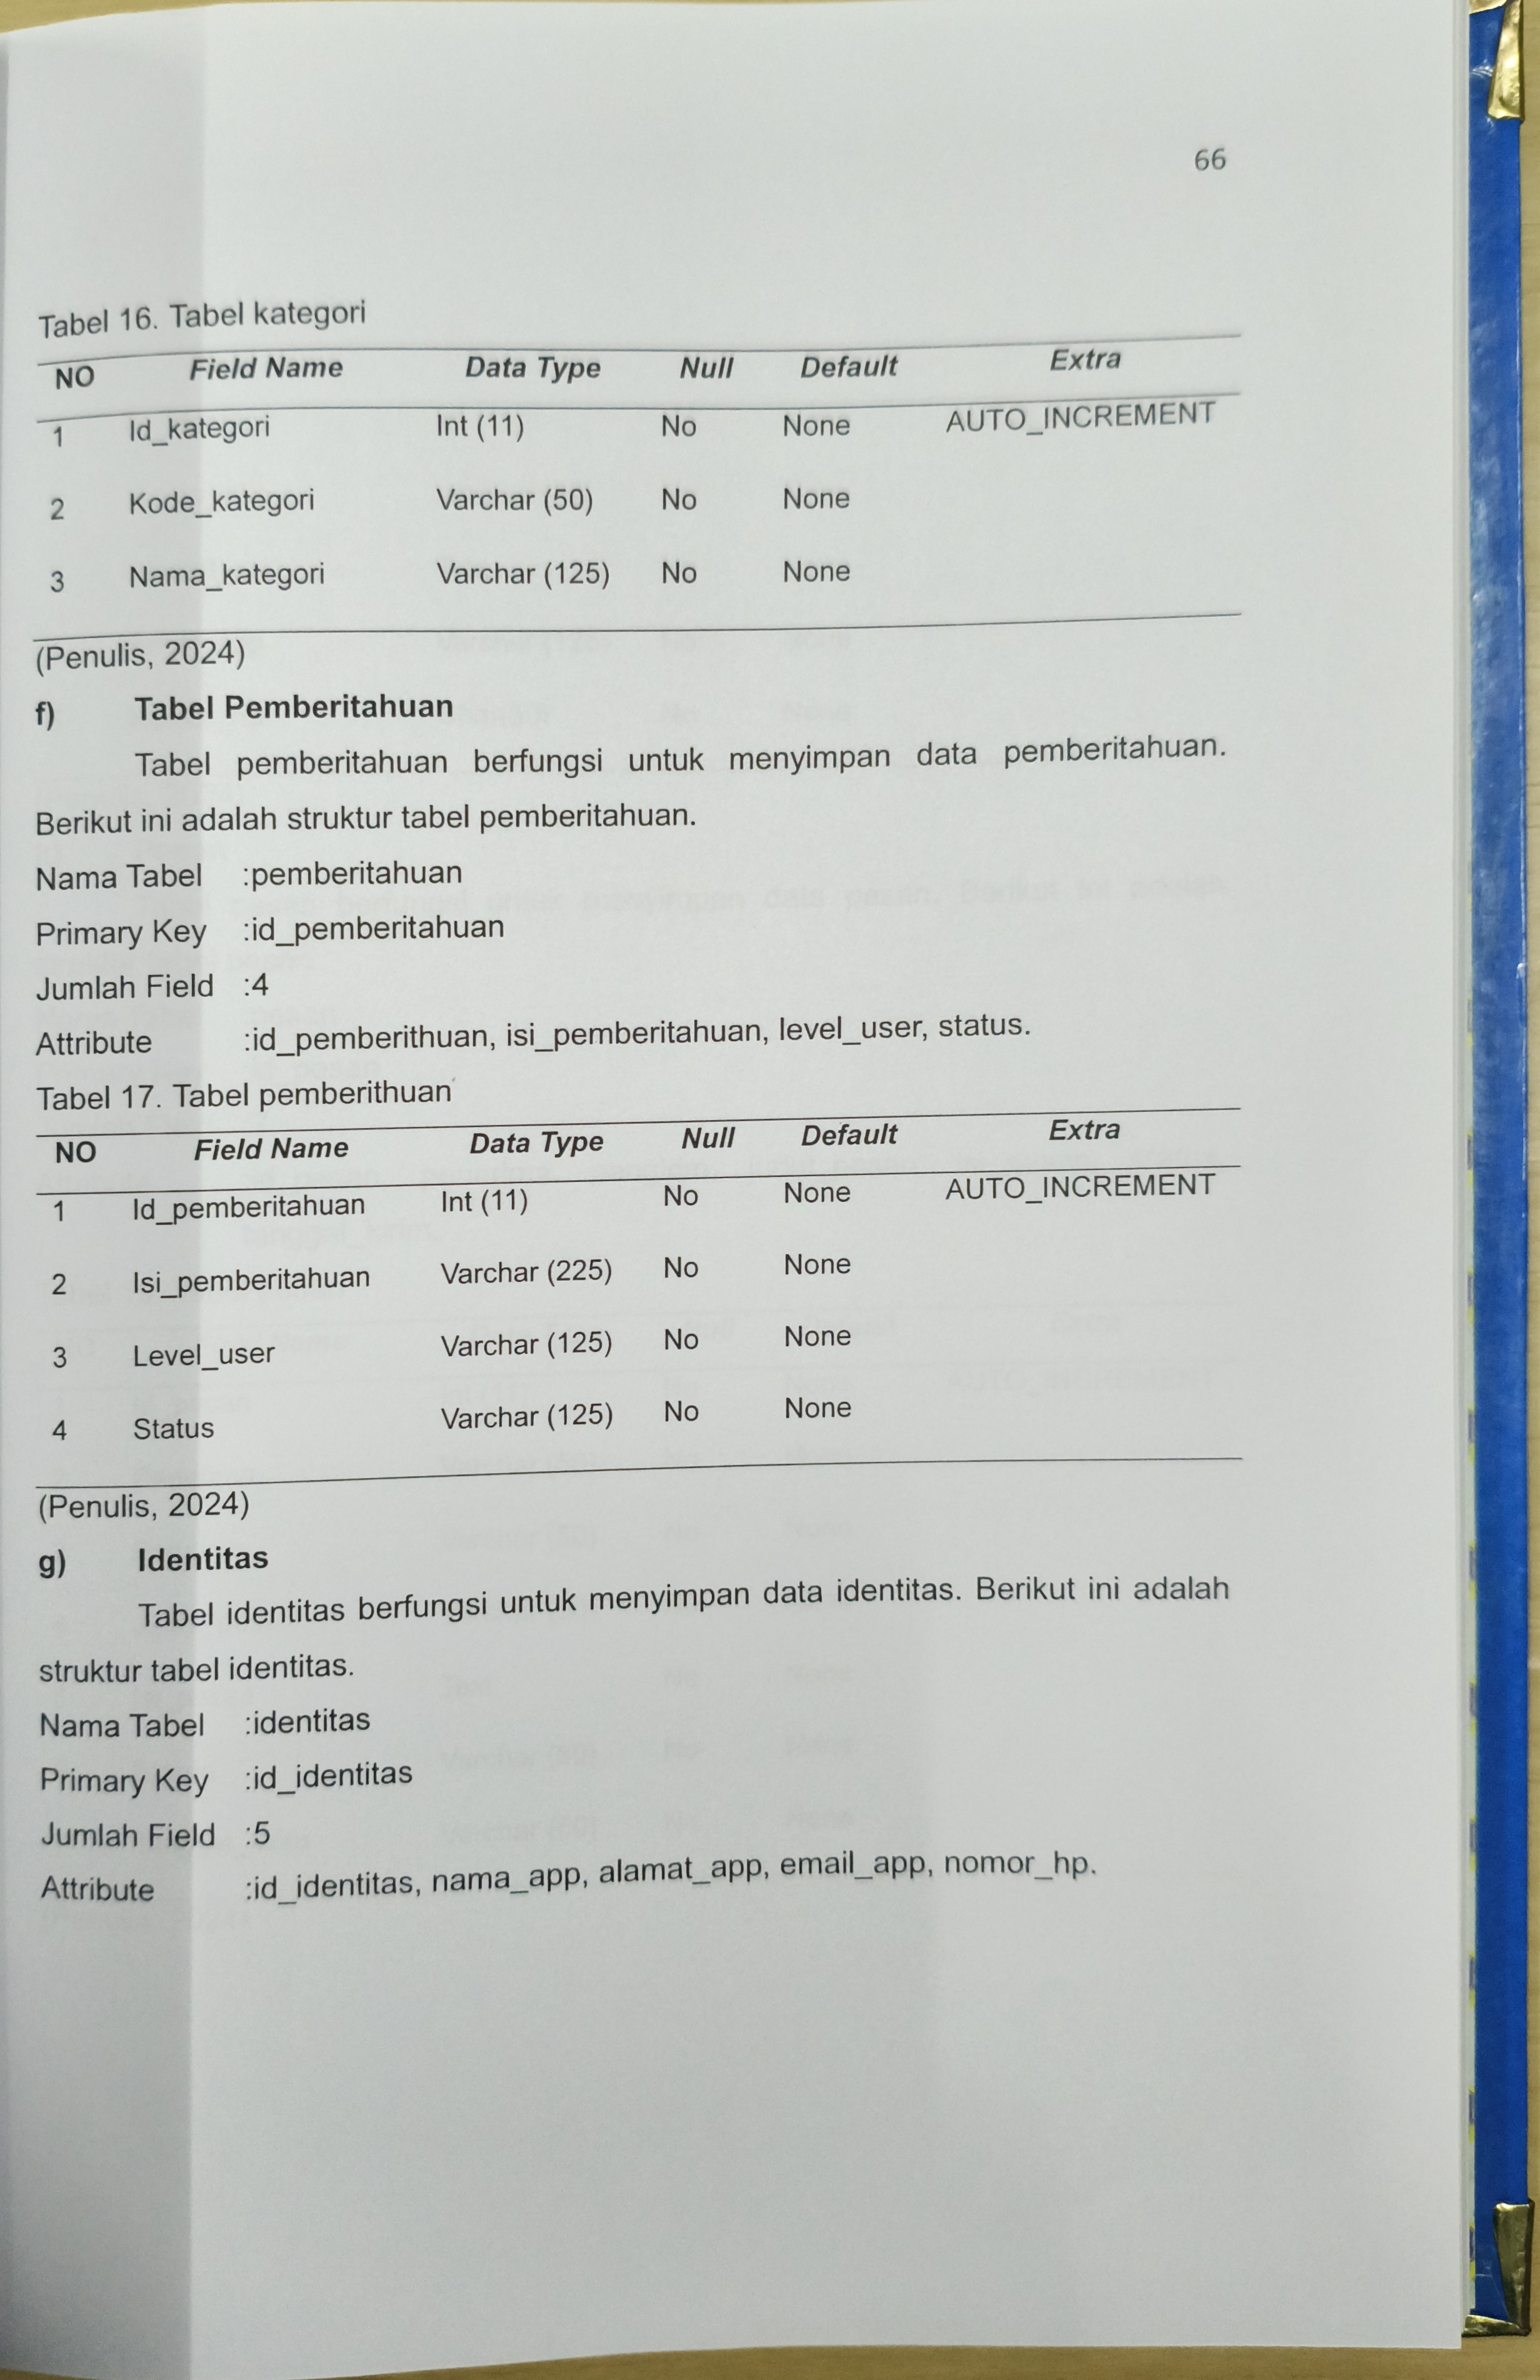 66
Tabel 16. Tabel kategori
NO Field Name Data Type Null Default Extra
1 Id_kategori Int (11) No None AUTO_INCREMENT
2 Kode_kategori Varchar (50) No None
3 Nama_kategori Varchar (125) No None
(Penulis, 2024)
f) Tabel Pemberitahuan
Tabel pemberitahuan berfungsi untuk menyimpan data pemberitahuan.
Berikut ini adalah struktur tabel pemberitahuan.
Nama Tabel :pemberitahuan
Primary Key :id_pemberitahuan
Jumlah Field :4
Attribute :id_pemberithuan, isi_pemberitahuan, level_user, status.
Tabel 17. Tabel pemberithuan
NO Field Name Data Type Null Default Extra
1 Id_pemberitahuan Int (11) No None AUTO_INCREMENT
2 Isi_pemberitahuan Varchar (225) No None
3 Level_user Varchar (125) No None
4 Status Varchar (125) No None
(Penulis, 2024)
g) Identitas
Tabel identitas berfungsi untuk menyimpan data identitas. Berikut ini adalah
struktur tabel identitas.
Nama Tabel :identitas
Primary Key :id_identitas
Jumlah Field :5
Attribute :id_identitas, nama_app, alamat_app, email_app, nomor_hp.